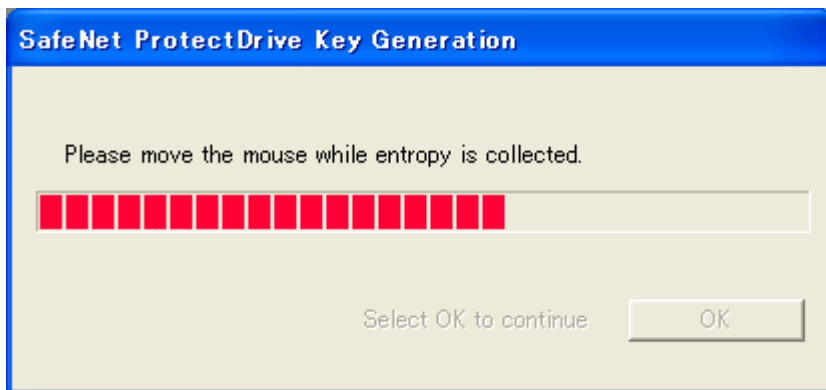 SafeNet ProtectDrive Key Generation
Please move the mouse while entropy is collected.
Select OK to continue OK